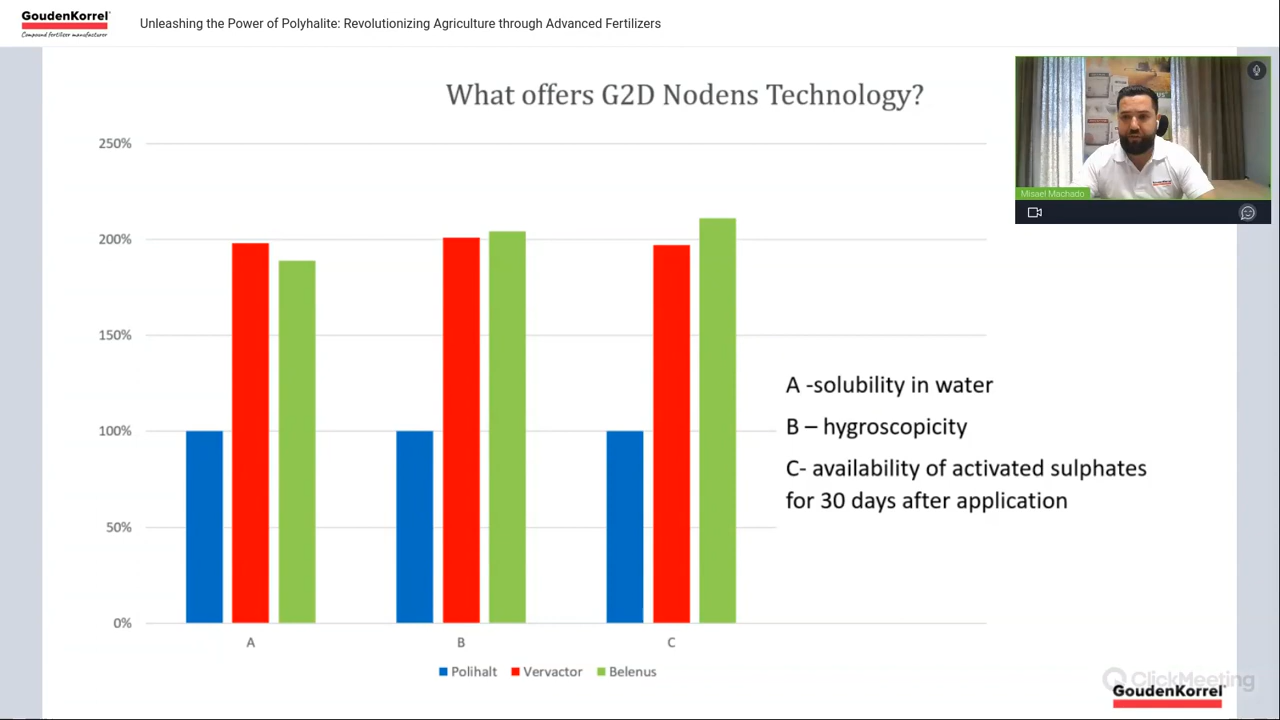 GoudenKorrel®
Compound fertilizer manufacturer
Unleashing the Power of Polyhalite: Revolutionizing Agriculture through Advanced Fertilizers
What offers G2D Nodens Technology?
Misael Machado
250%
200%
150%
100%
50%
0%
A
B
C
Polihalt
Vervactor
Belenus
A -solubility in water
B – hygroscopicity
C- availability of activated sulphates
for 30 days after application
ClickMeeting
GoudenKorrel®